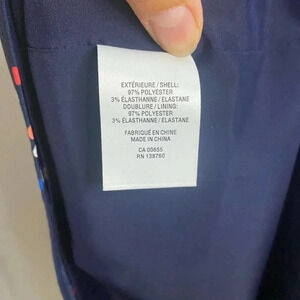 EXTÉRIEURE / SHELL:
97% POLYESTER
3% ÉLASTHANNE / ELASTANE
DOUBLURE / LINING:
97% POLYESTER
3% ÉLASTHANNE / ELASTANE
FABRIQUÉ EN CHINE
MADE IN CHINA
CA 00655
RN 138760